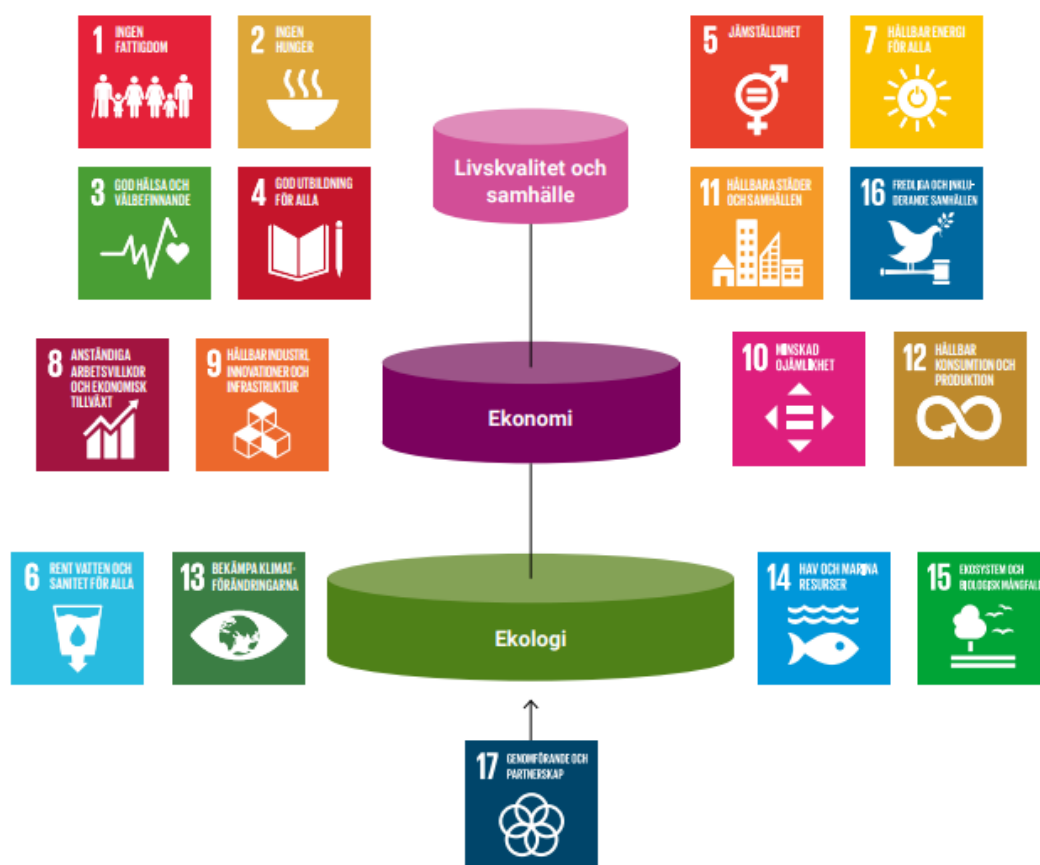 1 INGEN
FATTIGDOM
2 INGEN
HUNGER
5 JÄMSTÄLLDHET
7 HÅLLBAR ENERGI
FÖR ALLA
3 GOD HÄLSA OCH
VÄLBEFINNANDE
4 GOD UTBILDNING
FÖR ALLA
Livskvalitet och
samhälle
11 HÅLLBARA STÄDER
OCH SAMHÄLLEN
16 FREDLIGA OCH INKLU-
DERANDE SAMHÄLLEN
8 ANSTÄNDIGA
ARBETSVILLKOR
OCH EKONOMISK
TILLVÄXT
9 HÅLLBAR INDUSTRI,
INNOVATIONER OCH
INFRASTRUKTUR
Ekonomi
10 MINSKAD
OJÄMLIKHET
12 HÅLLBAR
KONSUMTION OCH
PRODUKTION
6 RENT VATTEN OCH
SANITET FÖR ALLA
13 BEKÄMPA KLIMAT-
FÖRÄNDRINGARNA
Ekologi
14 HAV OCH MARINA
RESURSER
15 EKOSYSTEM OCH
BIOLOGISK MÅNGFALD
17 GENOMFÖRANDE OCH
PARTNERSKAP